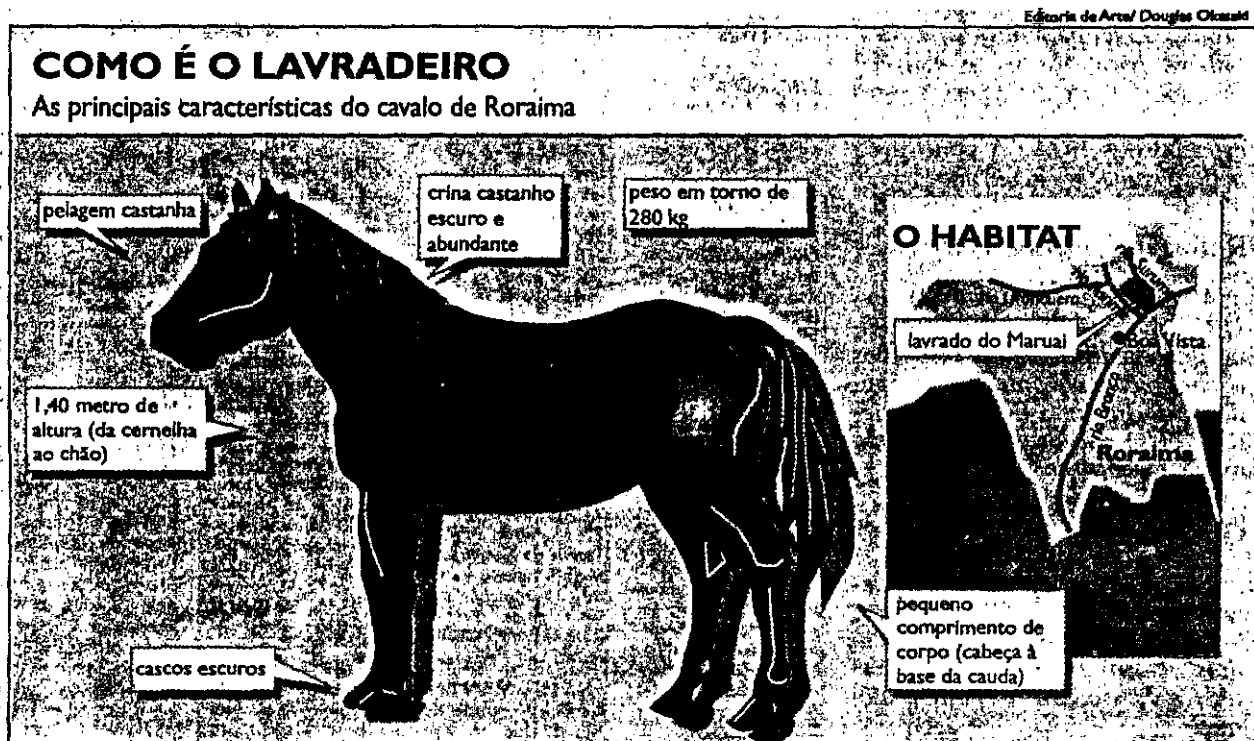 Editoria de Arte/ Douglas Okasaki
COMO É O LAVRADEIRO
As principais características do cavalo de Roraima
pelagem castanha
crina castanho
escuro e
abundante
peso em torno de
280 kg
1,40 metro de
altura (da cernelha
ao chão)
cascos escuros
O HABITAT
lavrado do Maruai
Boa Vista
Rio Branco
Roraima
pequeno
comprimento de
corpo (cabeça à
base da cauda)